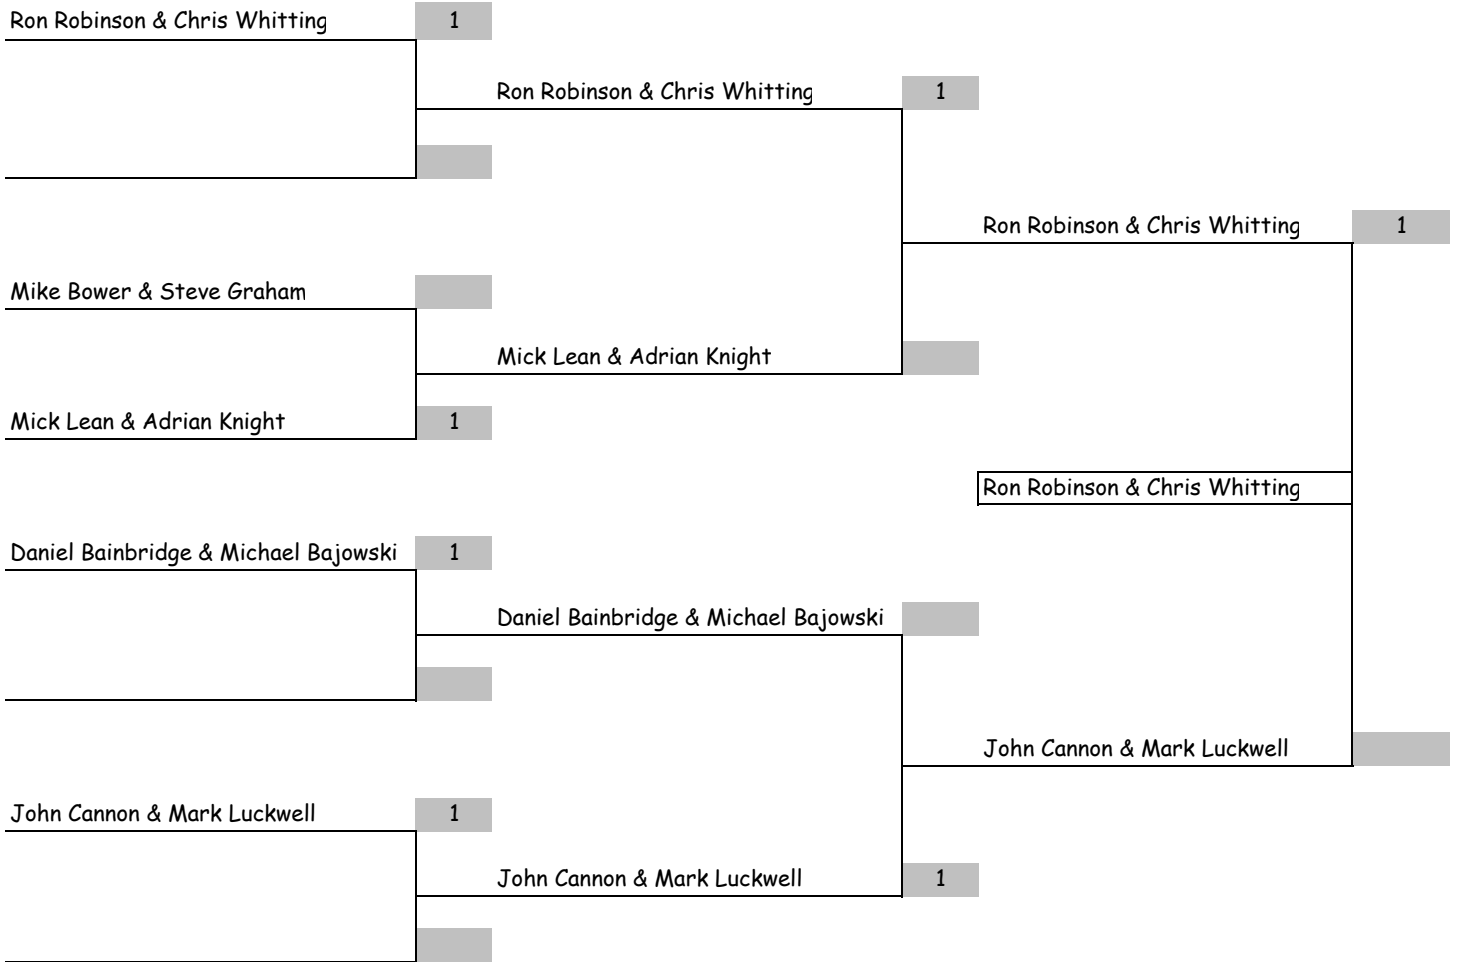 Ron Robinson & Chris Whitting 1
Ron Robinson & Chris Whitting 1
Ron Robinson & Chris Whitting 1
Mike Bower & Steve Graham
Mick Lean & Adrian Knight
Mick Lean & Adrian Knight 1
Ron Robinson & Chris Whitting
Daniel Bainbridge & Michael Bajowski 1
Daniel Bainbridge & Michael Bajowski
John Cannon & Mark Luckwell
John Cannon & Mark Luckwell 1
John Cannon & Mark Luckwell 1